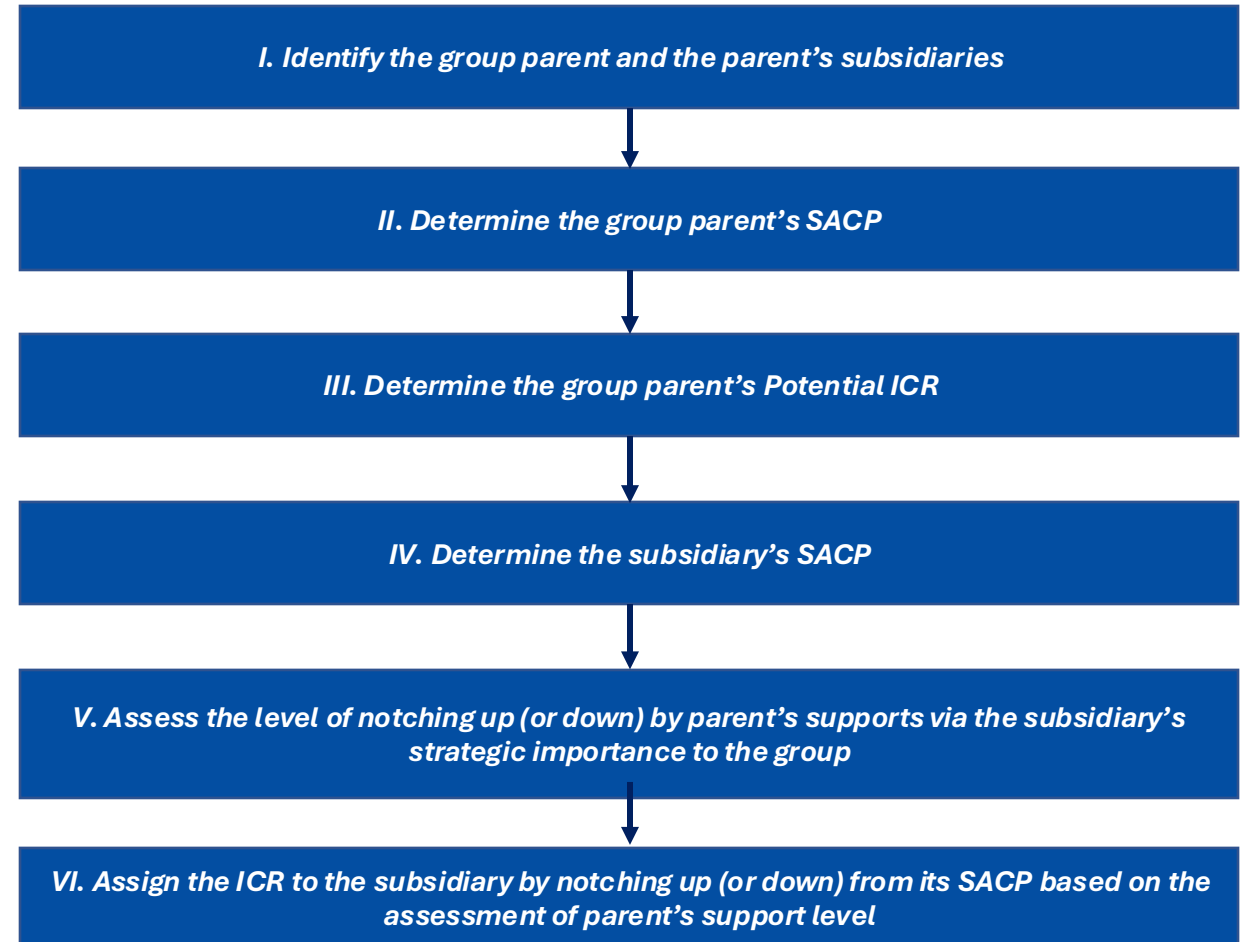 I. Identify the group parent and the parent’s subsidiaries
II. Determine the group parent’s SACP
III. Determine the group parent’s Potential ICR
IV. Determine the subsidiary’s SACP
V. Assess the level of notching up (or down) by parent’s supports via the subsidiary’s
strategic importance to the group
VI. Assign the ICR to the subsidiary by notching up (or down) from its SACP based on the
assessment of parent’s support level